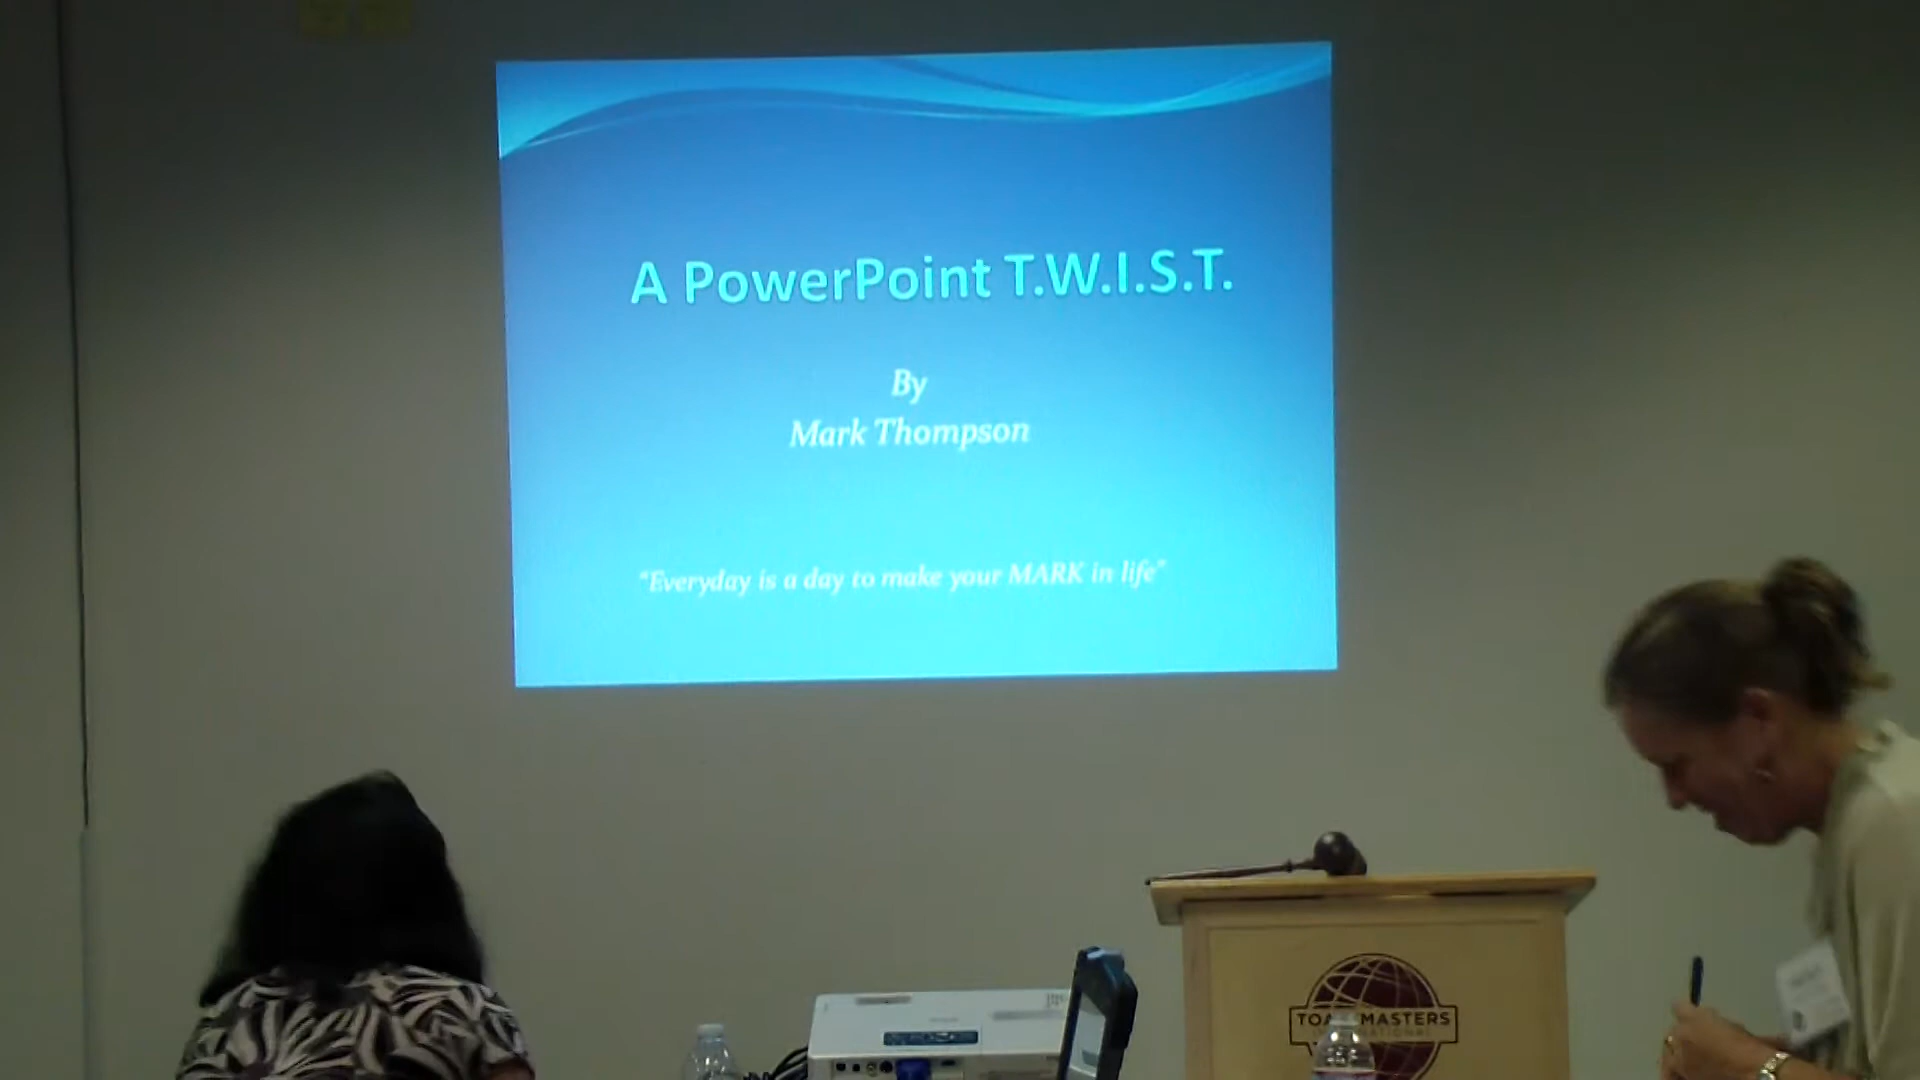 A PowerPoint T.W.I.S.T.
By
Mark Thompson
“Everyday is a day to make your MARK in life”
MASTERS